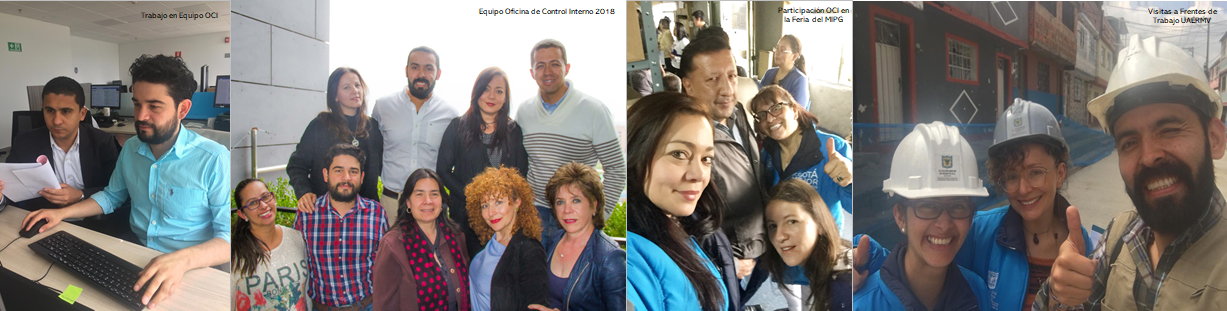 Trabajo en Equipo OCI
Equipo Oficina de Control Interno 2018
Participación OCI en
la Feria del MIPG
Visitas a Frentes de
Trabajo UAERMV
PARIS
BOGOTÁ